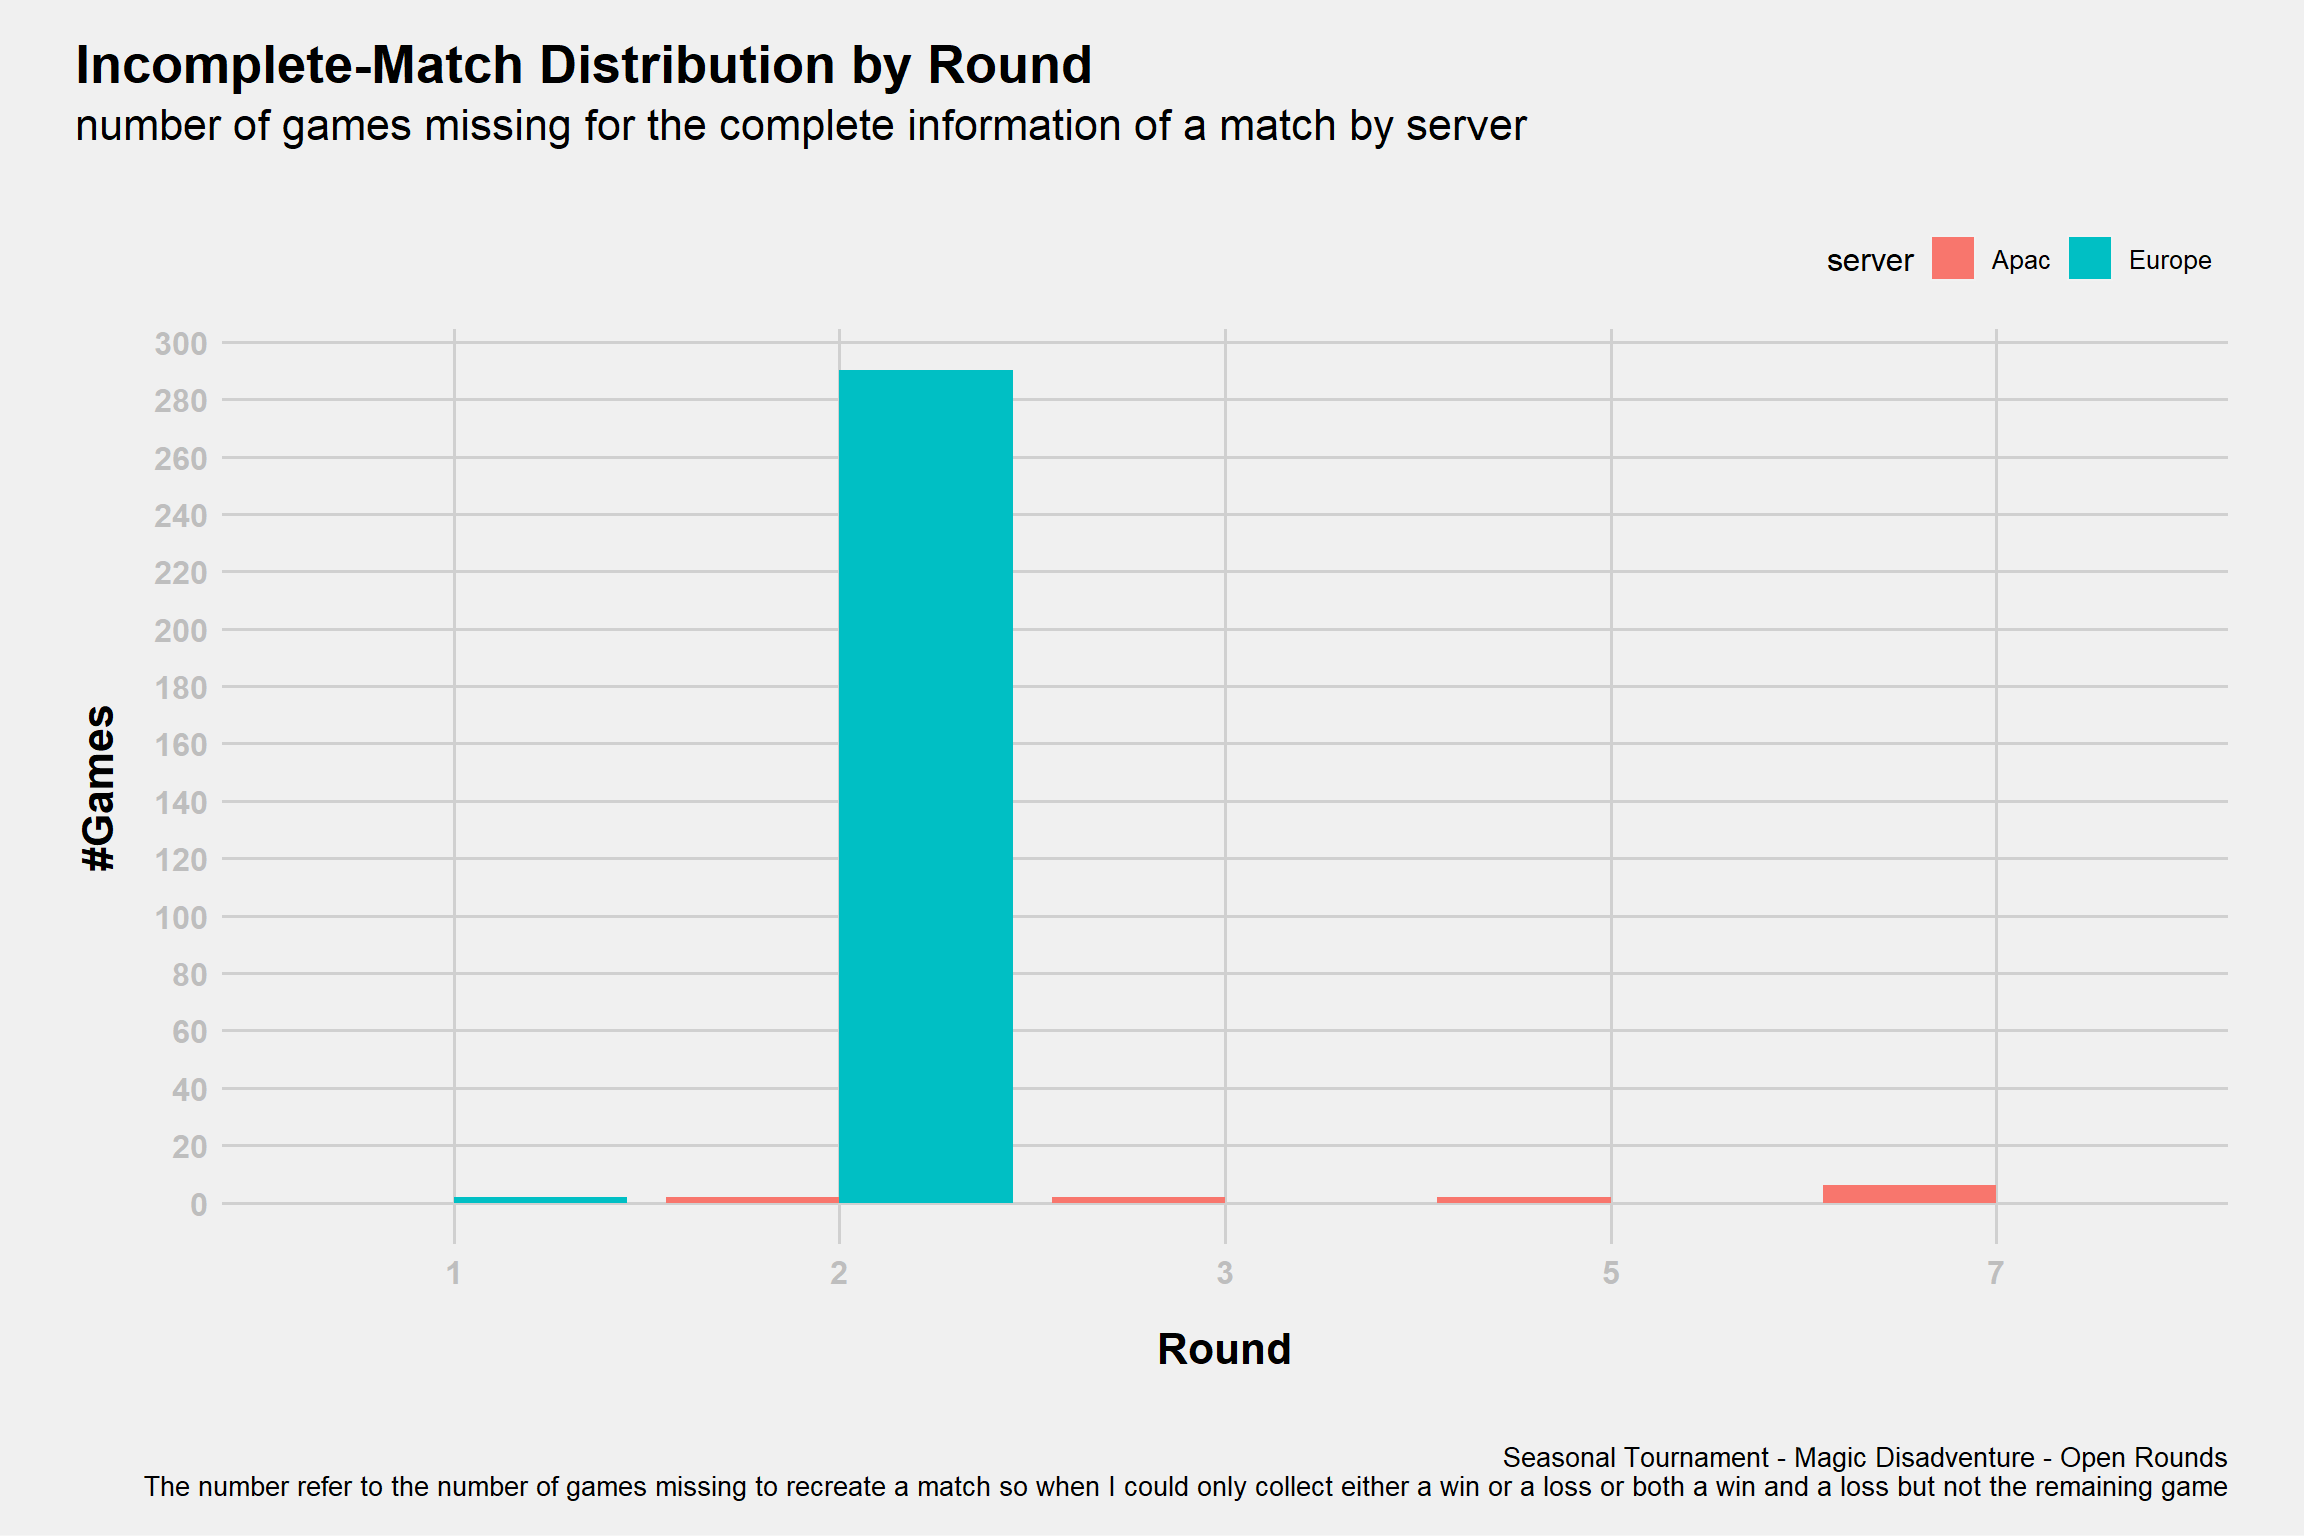 Incomplete-Match Distribution by Round
number of games missing for the complete information of a match by server
server Apac Europe
300
280
260
240
220
200
180
160
140
120
100
80
60
40
20
0
#Games
1 2 3 5 7
Round
Seasonal Tournament - Magic Disadventure - Open Rounds
The number refer to the number of games missing to recreate a match so when I could only collect either a win or a loss or both a win and a loss but not the remaining game